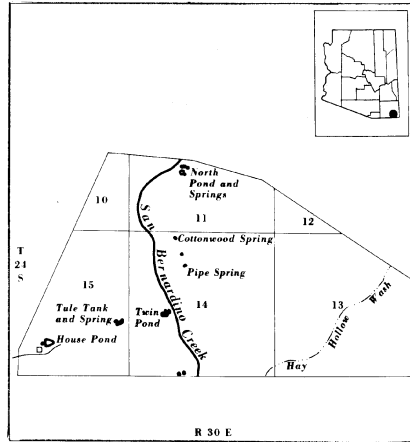 North
Pond and
Springs
10
San
11
12
Cottonwood Spring
T
24
S
Bernardino
Pipe Spring
15
14
13
Wash
Tule Tank
and Spring
Twin
Pond
Hollow
House Pond
Creek
Hay
R 30 E